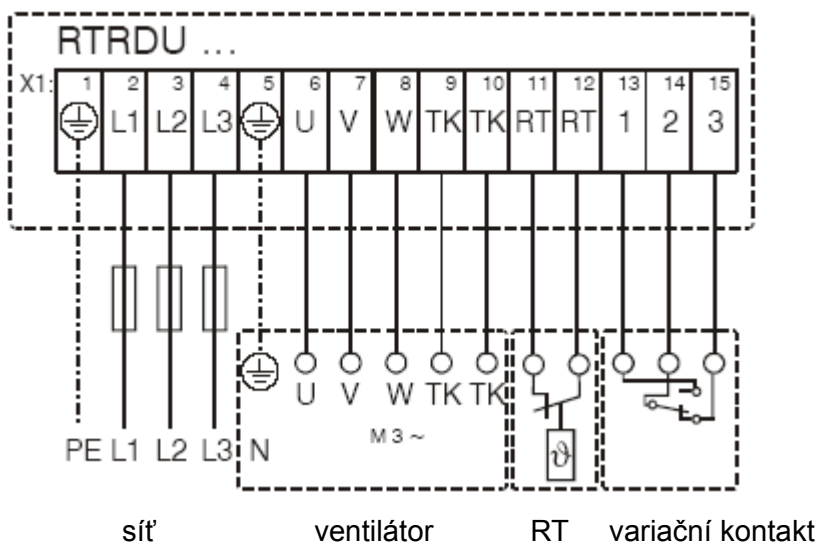 RTRDU ...
X1: 1 2 3 4 5 6 7 8 9 10 11 12 13 14 15
L1 L2 L3 U V W TK TK RT RT 1 2 3
U V W TK TK
M 3 ~
ϑ
PE L1 L2 L3 N
síť ventilátor RT variační kontakt